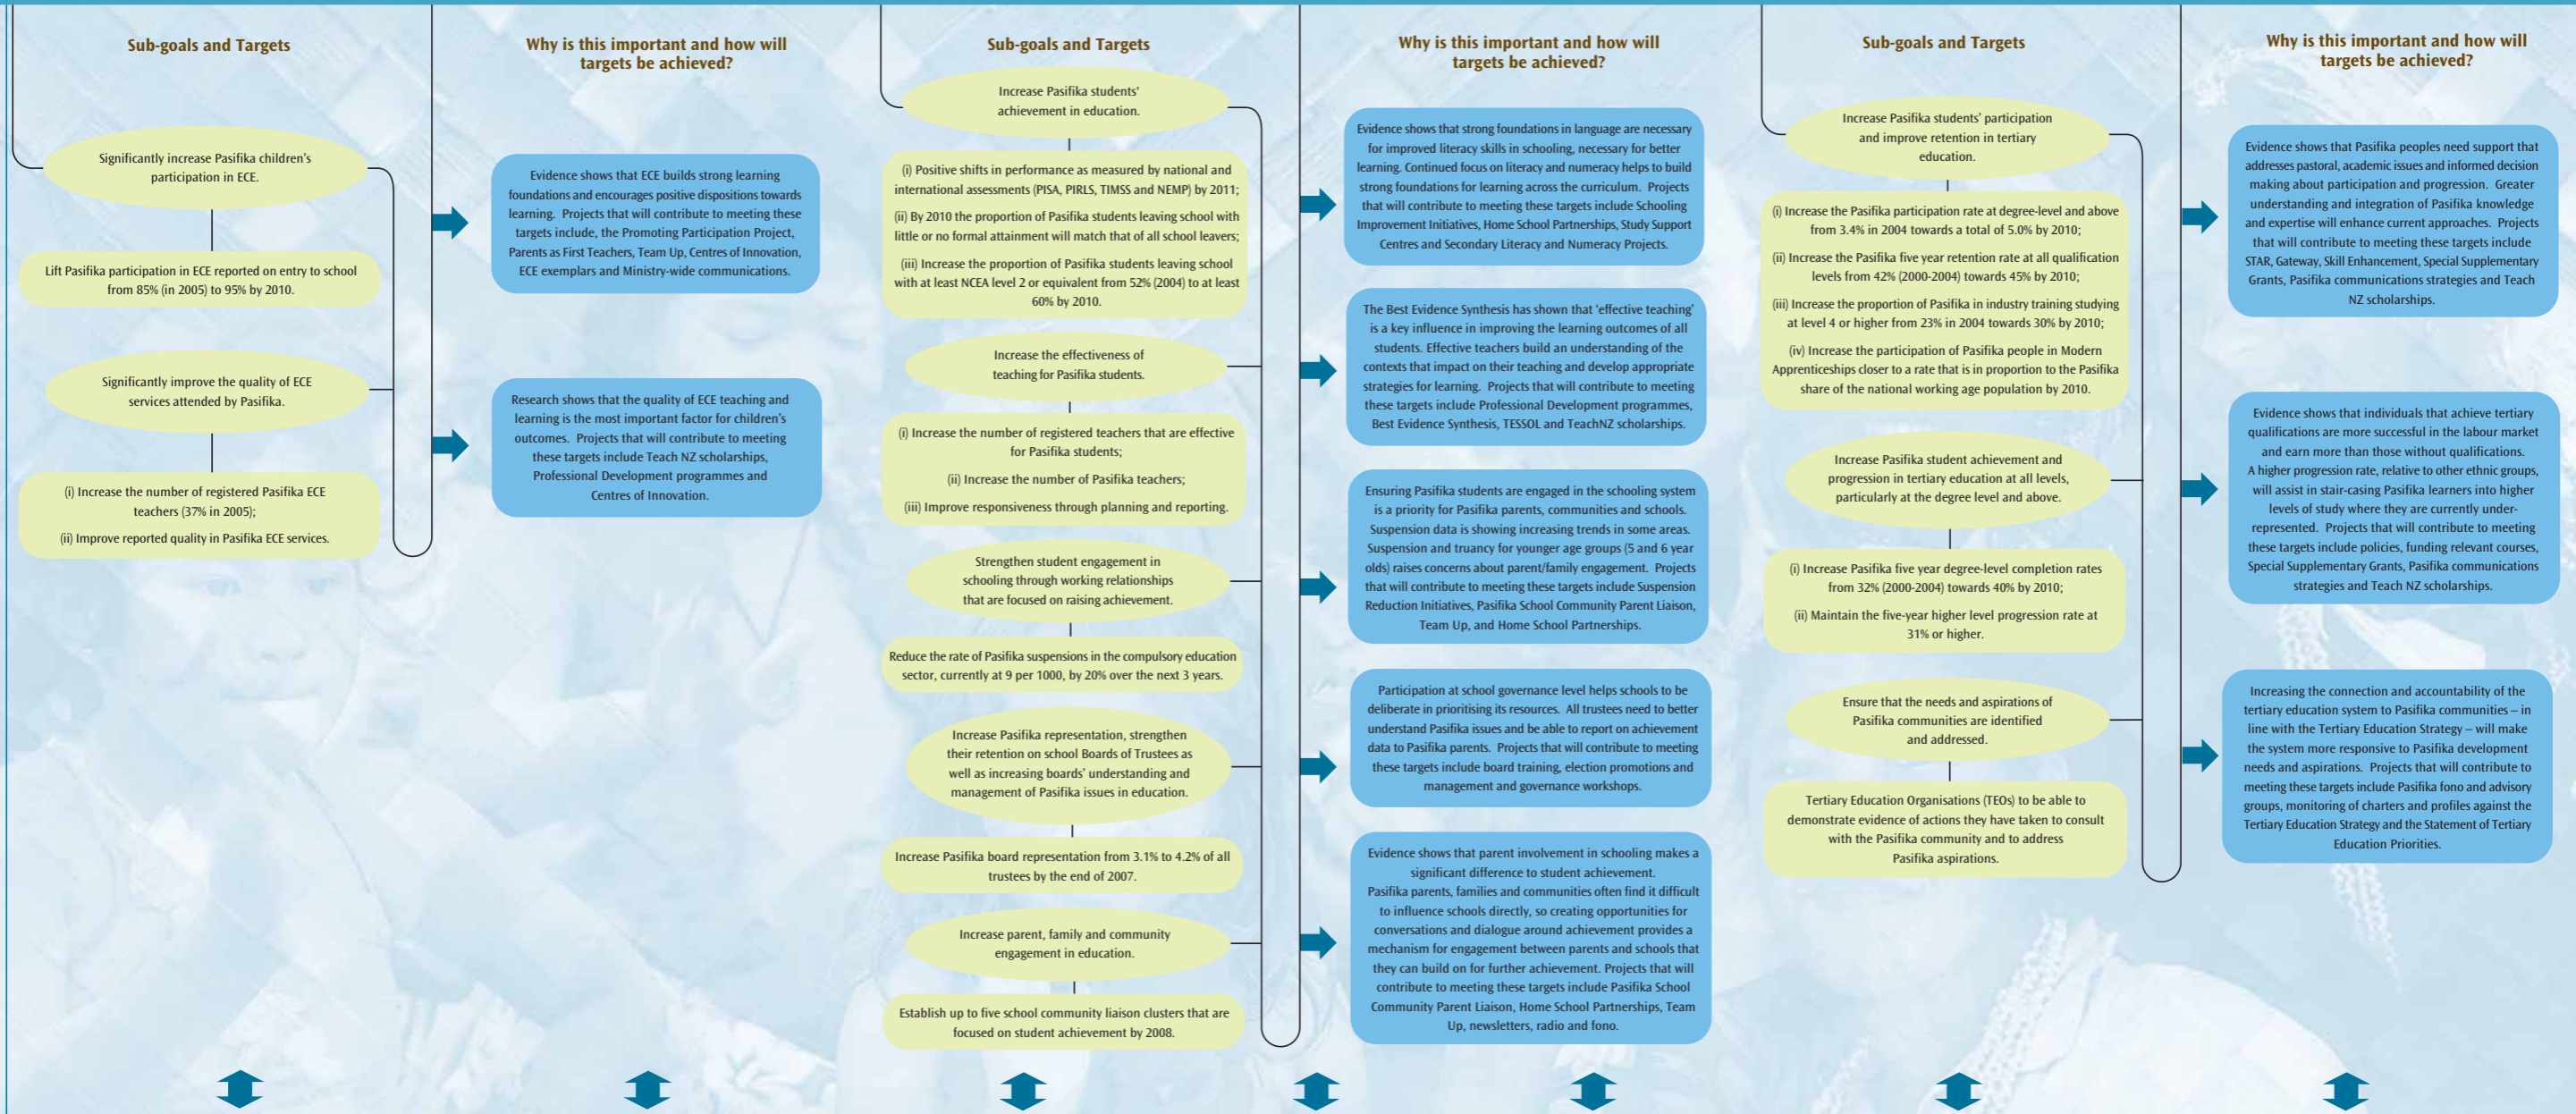 Sub-goals and Targets
Significantly increase Pasifika children's
participation in ECE.
Lift Pasifika participation in ECE reported on entry to school
from 85% (in 2005) to 95% by 2010.
Significantly improve the quality of ECE
services attended by Pasifika.
(i) Increase the number of registered Pasifika ECE
teachers (37% in 2005);
(ii) Improve reported quality in Pasifika ECE services.
Why is this important and how will
targets be achieved?
Evidence shows that ECE builds strong learning
foundations and encourages positive dispositions towards
learning. Projects that will contribute to meeting these
targets include, the Promoting Participation Project,
Parents as First Teachers, Team Up, Centres of Innovation,
ECE exemplars and Ministry-wide communications.
Research shows that the quality of ECE teaching and
learning is the most important factor for children's
outcomes. Projects that will contribute to meeting
these targets include Teach NZ scholarships,
Professional Development programmes and
Centres of Innovation.
Sub-goals and Targets
Increase Pasifika students'
achievement in education.
(i) Positive shifts in performance as measured by national and
international assessments (PISA, PIRLS, TIMSS and NEMP) by 2011;
(ii) By 2010 the proportion of Pasifika students leaving school with
little or no formal attainment will match that of all school leavers;
(iii) Increase the proportion of Pasifika students leaving school
with at least NCEA level 2 or equivalent from 52% (2004) to at least
60% by 2010.
Increase the effectiveness of
teaching for Pasifika students.
(i) Increase the number of registered teachers that are effective
for Pasifika students;
(ii) Increase the number of Pasifika teachers;
(iii) Improve responsiveness through planning and reporting.
Strengthen student engagement in
schooling through working relationships
that are focused on raising achievement.
Reduce the rate of Pasifika suspensions in the compulsory education
sector, currently at 9 per 1000, by 20% over the next 3 years.
Increase Pasifika representation, strengthen
their retention on school Boards of Trustees as
well as increasing boards' understanding and
management of Pasifika issues in education.
Increase Pasifika board representation from 3.1% to 4.2% of all
trustees by the end of 2007.
Increase parent, family and community
engagement in education.
Establish up to five school community liaison clusters that are
focused on student achievement by 2008.
Why is this important and how will
targets be achieved?
Evidence shows that strong foundations in language are necessary
for improved literacy skills in schooling, necessary for better
learning. Continued focus on literacy and numeracy helps to build
strong foundations for learning across the curriculum. Projects
that will contribute to meeting these targets include Schooling
Improvement Initiatives, Home School Partnerships, Study Support
Centres and Secondary Literacy and Numeracy Projects.
The Best Evidence Synthesis has shown that 'effective teaching'
is a key influence in improving the learning outcomes of all
students. Effective teachers build an understanding of the
contexts that impact on their teaching and develop appropriate
strategies for learning. Projects that will contribute to meeting
these targets include Professional Development programmes,
Best Evidence Synthesis, TESSOL and TeachNZ scholarships.
Ensuring Pasifika students are engaged in the schooling system
is a priority for Pasifika parents, communities and schools.
Suspension data is showing increasing trends in some areas.
Suspension and truancy for younger age groups (5 and 6 year
olds) raises concerns about parent/family engagement. Projects
that will contribute to meeting these targets include Suspension
Reduction Initiatives, Pasifika School Community Parent Liaison,
Team Up, and Home School Partnerships.
Participation at school governance level helps schools to be
deliberate in prioritising its resources. All trustees need to better
understand Pasifika issues and be able to report on achievement
data to Pasifika parents. Projects that will contribute to meeting
these targets include board training, election promotions and
management and governance workshops.
Evidence shows that parent involvement in schooling makes a
significant difference to student achievement.
Pasifika parents, families and communities often find it difficult
to influence schools directly, so creating opportunities for
conversations and dialogue around achievement provides a
mechanism for engagement between parents and schools that
they can build on for further achievement. Projects that will
contribute to meeting these targets include Pasifika School
Community Parent Liaison, Home School Partnerships, Team
Up, newsletters, radio and fono.
Sub-goals and Targets
Increase Pasifika students' participation
and improve retention in tertiary
education.
(i) Increase the Pasifika participation rate at degree-level and above
from 3.4% in 2004 towards a total of 5.0% by 2010;
(ii) Increase the Pasifika five year retention rate at all qualification
levels from 42% (2000-2004) towards 45% by 2010;
(iii) Increase the proportion of Pasifika in industry training studying
at level 4 or higher from 23% in 2004 towards 30% by 2010;
(iv) Increase the participation of Pasifika people in Modern
Apprenticeships closer to a rate that is in proportion to the Pasifika
share of the national working age population by 2010.
Increase Pasifika student achievement and
progression in tertiary education at all levels,
particularly at the degree level and above.
(i) Increase Pasifika five year degree-level completion rates
from 32% (2000-2004) towards 40% by 2010;
(ii) Maintain the five-year higher level progression rate at
31% or higher.
Ensure that the needs and aspirations of
Pasifika communities are identified
and addressed.
Tertiary Education Organisations (TEOs) to be able to
demonstrate evidence of actions they have taken to consult
with the Pasifika community and to address
Pasifika aspirations.
Why is this important and how will
targets be achieved?
Evidence shows that Pasifika peoples need support that
addresses pastoral, academic issues and informed decision
making about participation and progression. Greater
understanding and integration of Pasifika knowledge
and expertise will enhance current approaches. Projects
that will contribute to meeting these targets include
STAR, Gateway, Skill Enhancement, Special Supplementary
Grants, Pasifika communications strategies and Teach
NZ scholarships.
Evidence shows that individuals that achieve tertiary
qualifications are more successful in the labour market
and earn more than those without qualifications.
A higher progression rate, relative to other ethnic groups,
will assist in stair-casing Pasifika learners into higher
levels of study where they are currently under-
represented. Projects that will contribute to meeting
these targets include policies, funding relevant courses,
Special Supplementary Grants, Pasifika communications
strategies and Teach NZ scholarships.
Increasing the connection and accountability of the
tertiary education system to Pasifika communities – in
line with the Tertiary Education Strategy – will make
the system more responsive to Pasifika development
needs and aspirations. Projects that will contribute to
meeting these targets include Pasifika fono and advisory
groups, monitoring of charters and profiles against the
Tertiary Education Strategy and the Statement of Tertiary
Education Priorities.